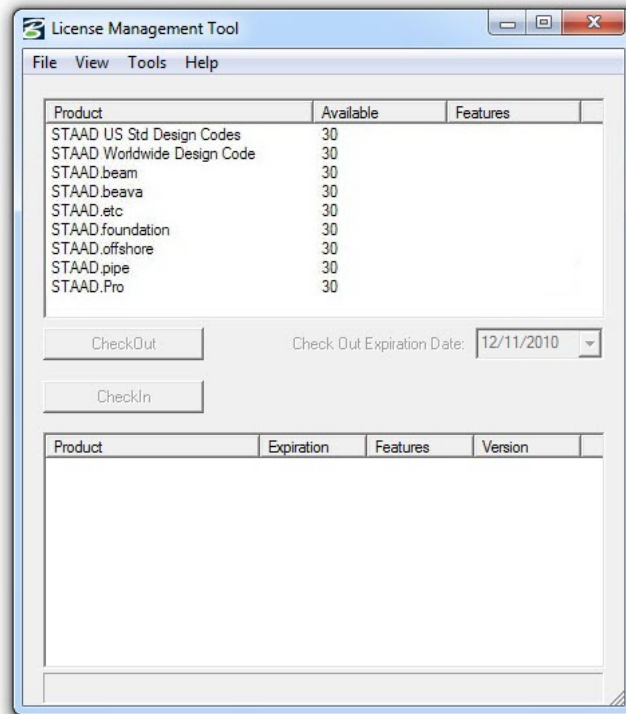 License Management Tool
File View Tools Help
Product Available Features
STAAD US Std Design Codes 30
STAAD Worldwide Design Code 30
STAAD.beam 30
STAAD.beava 30
STAAD.etc 30
STAAD.foundation 30
STAAD.offshore 30
STAAD.pipe 30
STAAD.Pro 30
CheckOut Check Out Expiration Date: 12/11/2010
CheckIn
Product Expiration Features Version